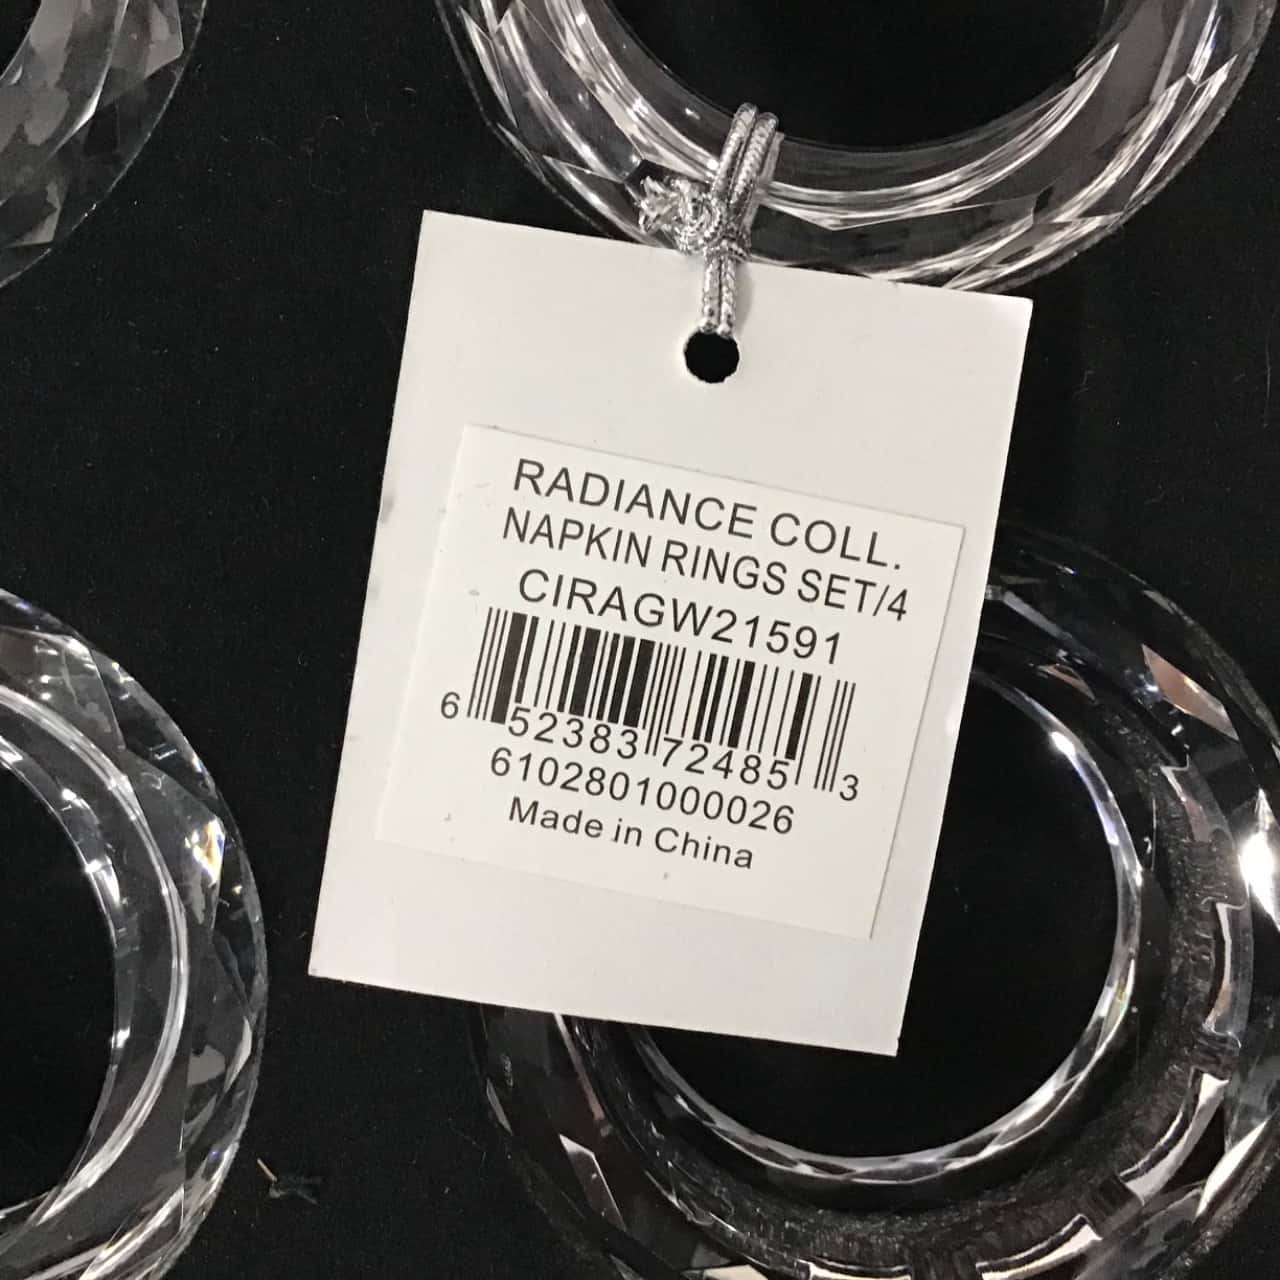 RADIANCE COLL.
NAPKIN RINGS SET/4
CIRAGW21591
6 52383 72485 3
6102801000026
Made in China